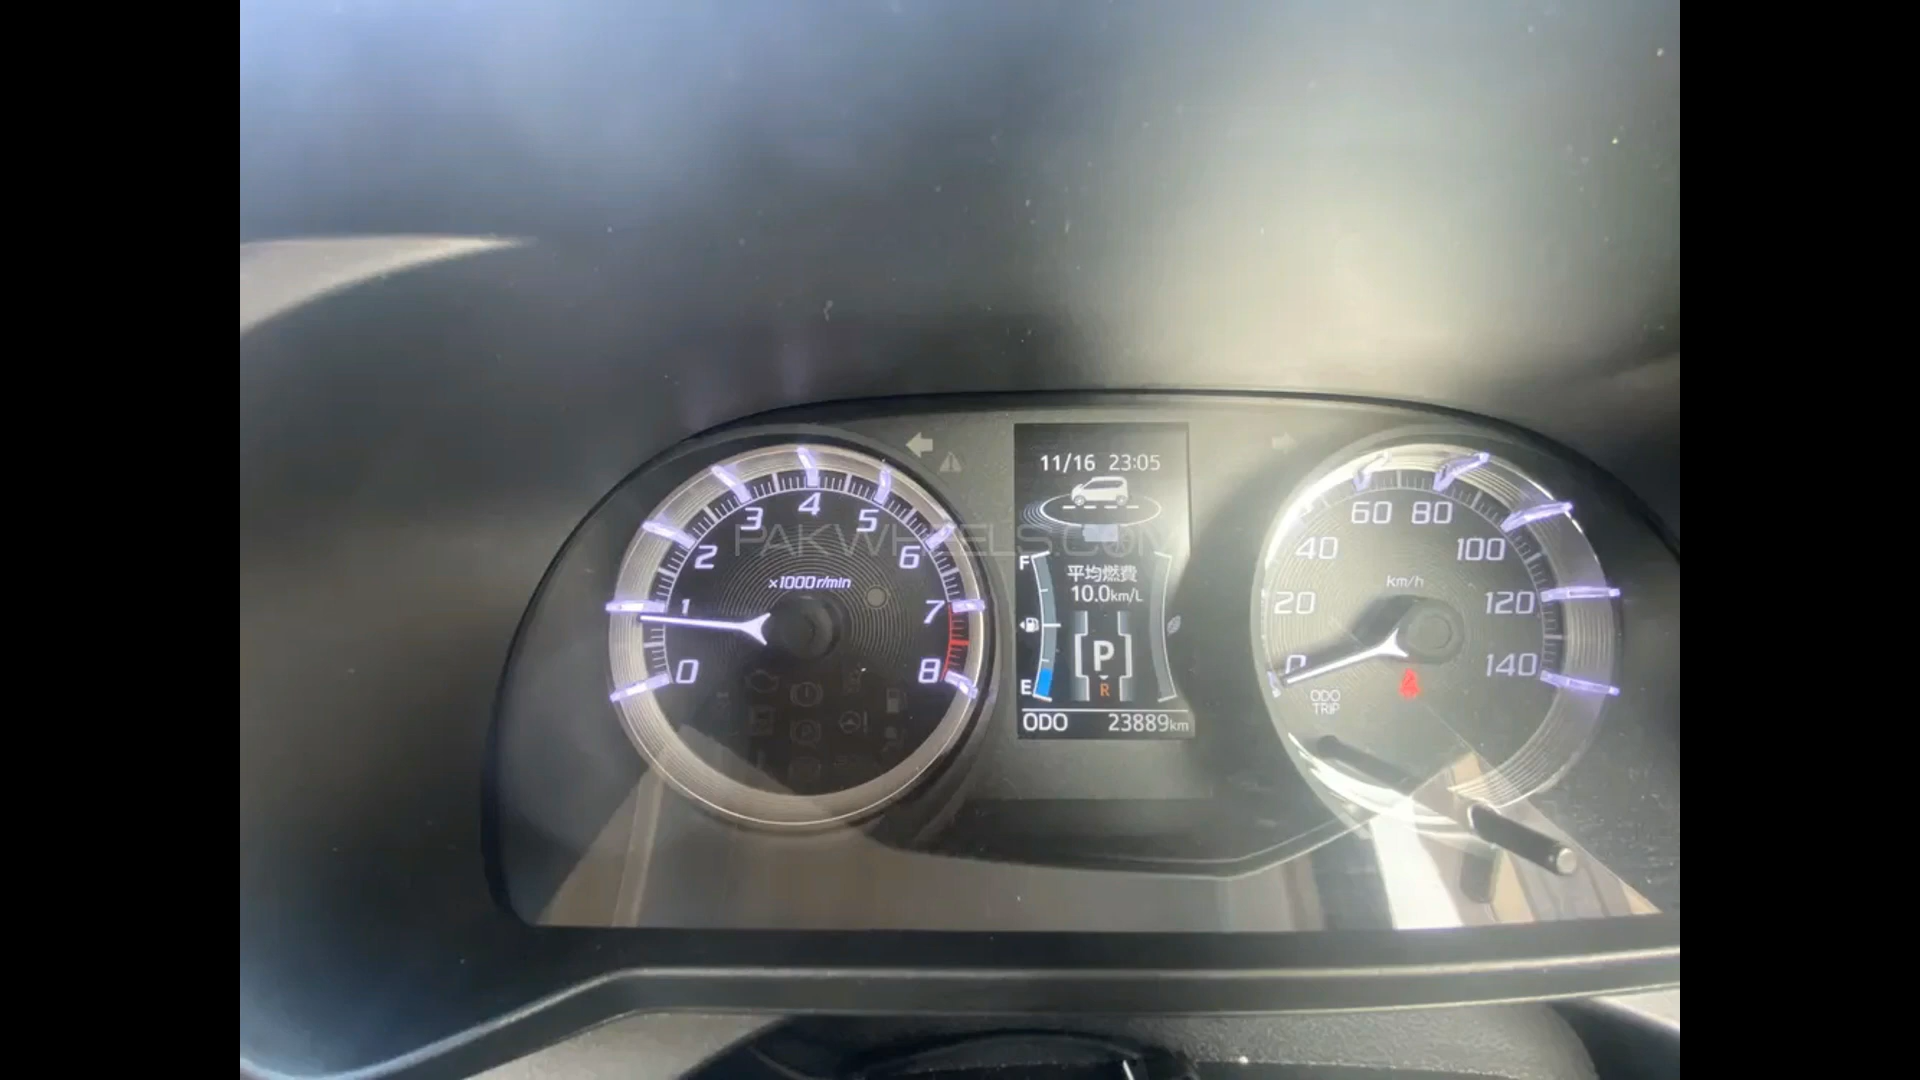 11/16 23:05
F
平均燃費
10.0km/L
P
R
E
ODO 23889km
0 1 2 3 4 5 6 7 8
×1000r/min
0 20 40 60 80 100 120 140
km/h
ODO
TRIP
PAKWHEELS.COM